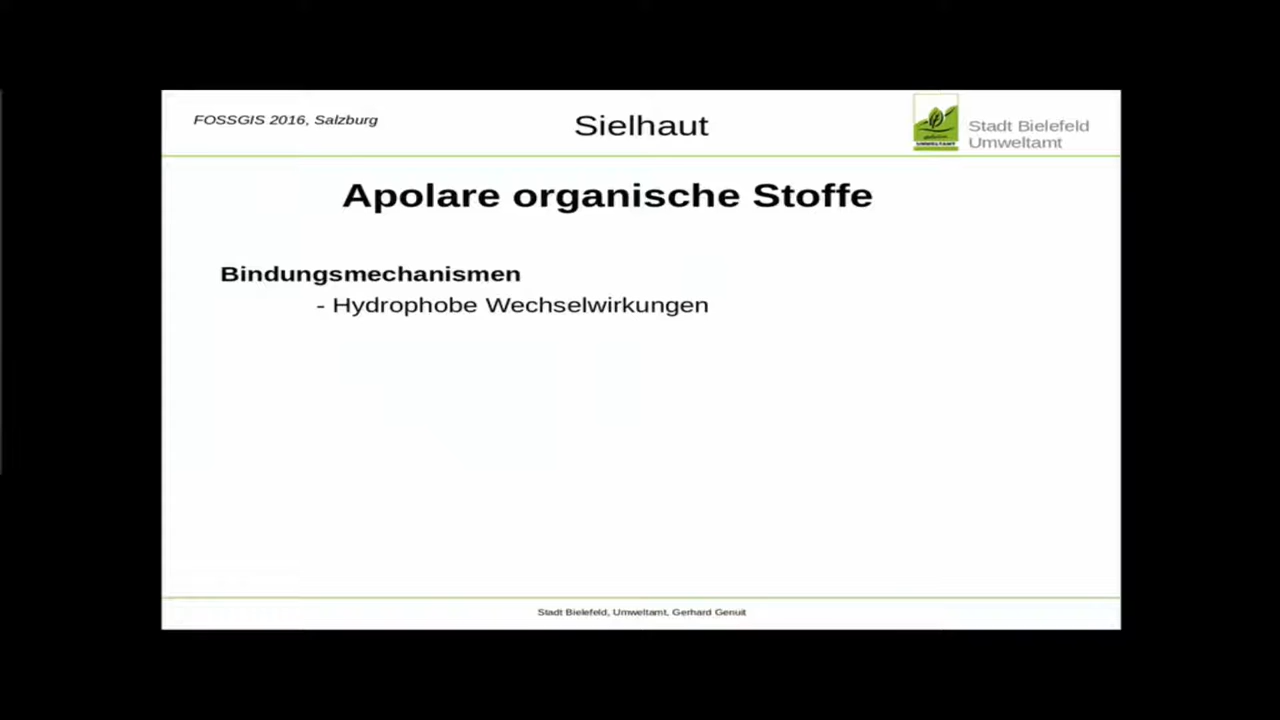 FOSSGIS 2016, Salzburg
Sielhaut
Stadt Bielefeld
Umweltamt
Apolare organische Stoffe
Bindungsmechanismen
- Hydrophobe Wechselwirkungen
Stadt Bielefeld, Umweltamt, Gerhard Genuit